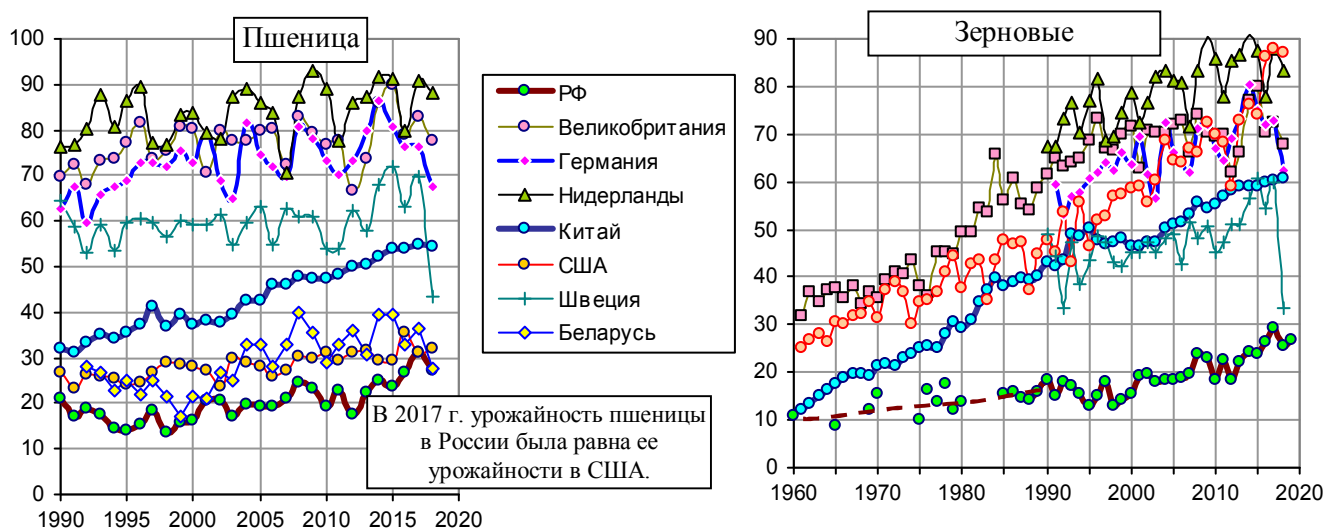 Пшеница
100
90
80
70
60
50
40
30
20
10
0
1990
1995
2000
2005
2010
2015
2020
РФ
Великобритания
Германия
Нидерланды
Китай
США
Швеция
Беларусь
В 2017 г. урожайность пшеницы
в России была равна ее
урожайности в США.
Зерновые
90
80
70
60
50
40
30
20
10
0
1960
1970
1980
1990
2000
2010
2020